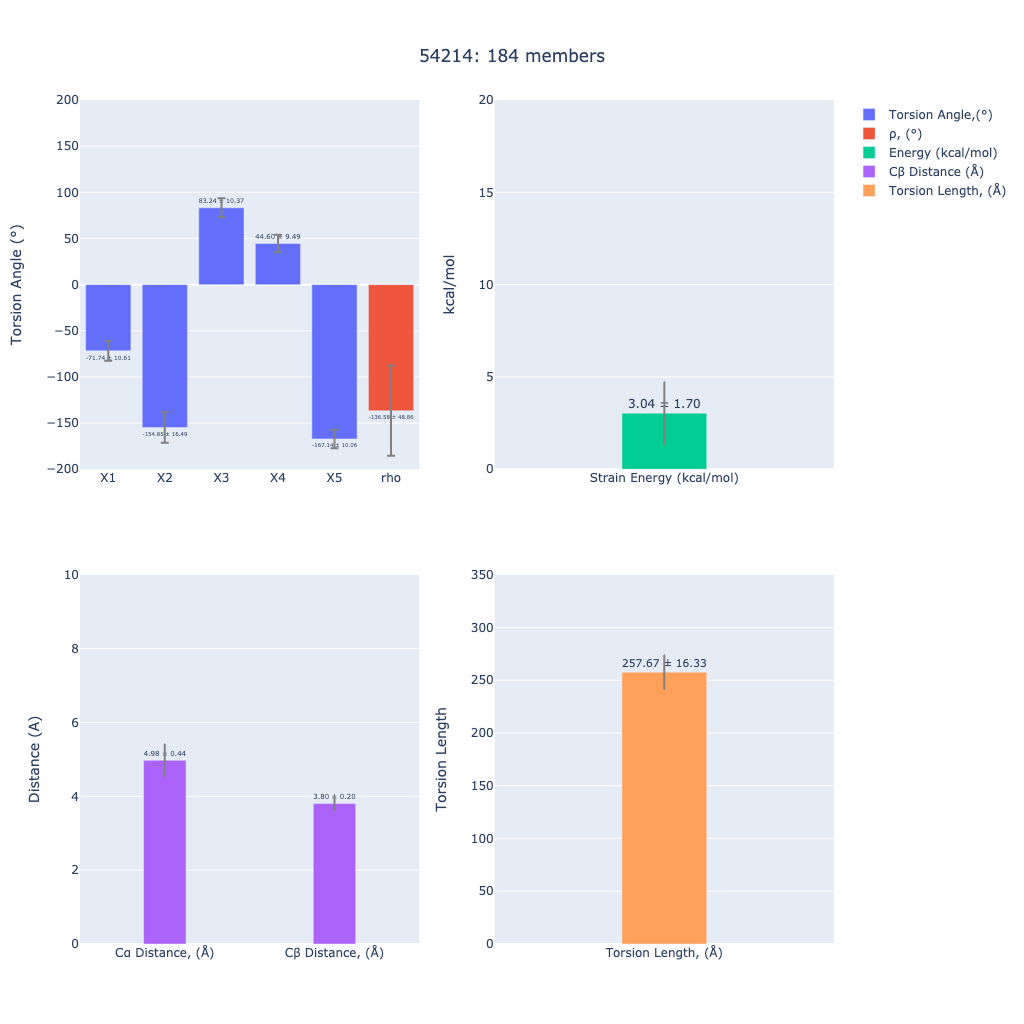 54214: 184 members
200
150
100
50
0
−50
−100
−150
−200
Torsion Angle (°)
-71.74 ± 10.61
-154.85 ± 16.49
83.24 ± 10.37
44.60 ± 9.49
-167.14 ± 10.06
-136.58 ± 48.86
X1 X2 X3 X4 X5 rho
20
15
10
5
0
kcal/mol
3.04 ± 1.70
Strain Energy (kcal/mol)
Torsion Angle,(°)
ρ, (°)
Energy (kcal/mol)
Cβ Distance (Å)
Torsion Length, (Å)
10
8
6
4
2
0
Distance (A)
4.98 ± 0.44
3.80 ± 0.20
Cα Distance, (Å) Cβ Distance, (Å)
350
300
250
200
150
100
50
0
Torsion Length
257.67 ± 16.33
Torsion Length, (Å)